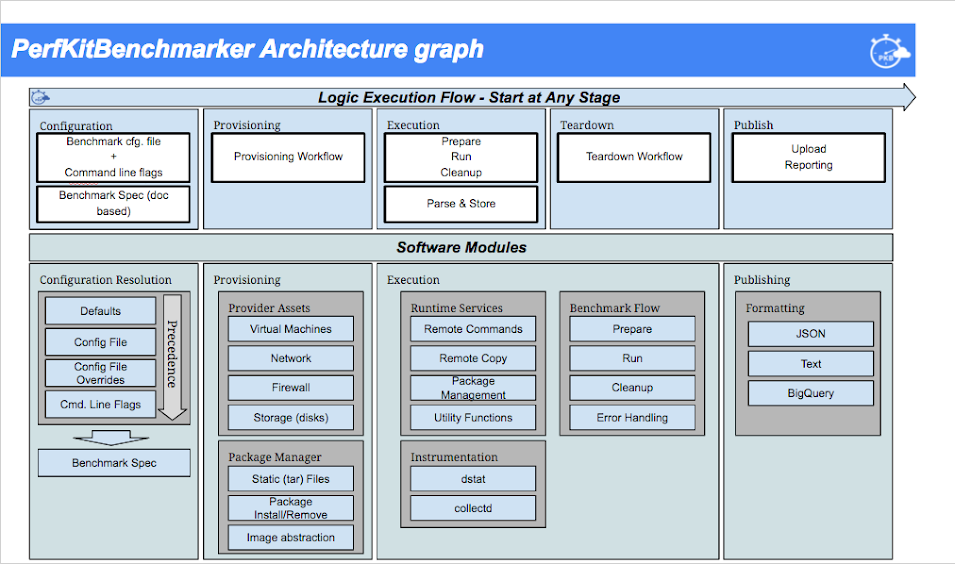 PerfKitBenchmarker Architecture graph
PKB
Logic Execution Flow - Start at Any Stage
Configuration
Benchmark cfg. file
+
Command line flags
Benchmark Spec (doc
based)
Provisioning
Provisioning Workflow
Execution
Prepare
Run
Cleanup
Parse & Store
Teardown
Teardown Workflow
Publish
Upload
Reporting
Software Modules
Configuration Resolution
Defaults
Config File
Config File
Overrides
Cmd. Line Flags
Precedence
Benchmark Spec
Provisioning
Provider Assets
Virtual Machines
Network
Firewall
Storage (disks)
Package Manager
Static (tar) Files
Package
Install/Remove
Image abstraction
Execution
Runtime Services
Remote Commands
Remote Copy
Package
Management
Utility Functions
Instrumentation
dstat
collectd
Benchmark Flow
Prepare
Run
Cleanup
Error Handling
Publishing
Formatting
JSON
Text
BigQuery